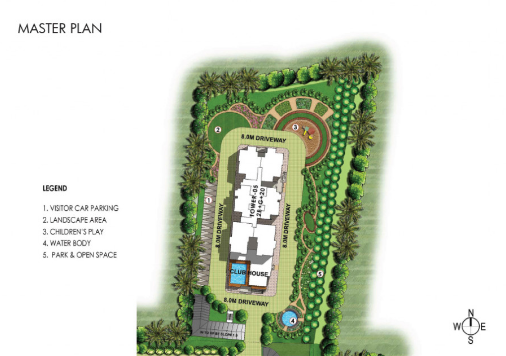 MASTER PLAN
8.0M DRIVEWAY
2
3
LEGEND
1. VISITOR CAR PARKING
2. LANDSCAPE AREA
3. CHILDREN'S PLAY
4. WATER BODY
5. PARK & OPEN SPACE
1
8.0M DRIVEWAY
TOWER-05
8.0M DRIVEWAY
CLUB HOUSE
5
8.0M DRIVEWAY
4
N
W E
S